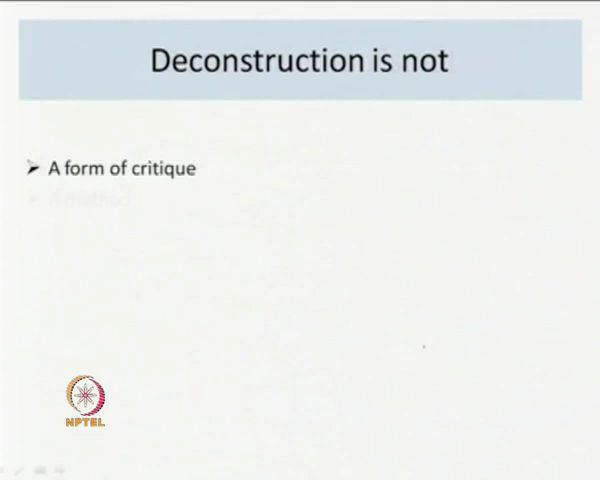 Deconstruction is not
A form of critique
A method
NPTEL